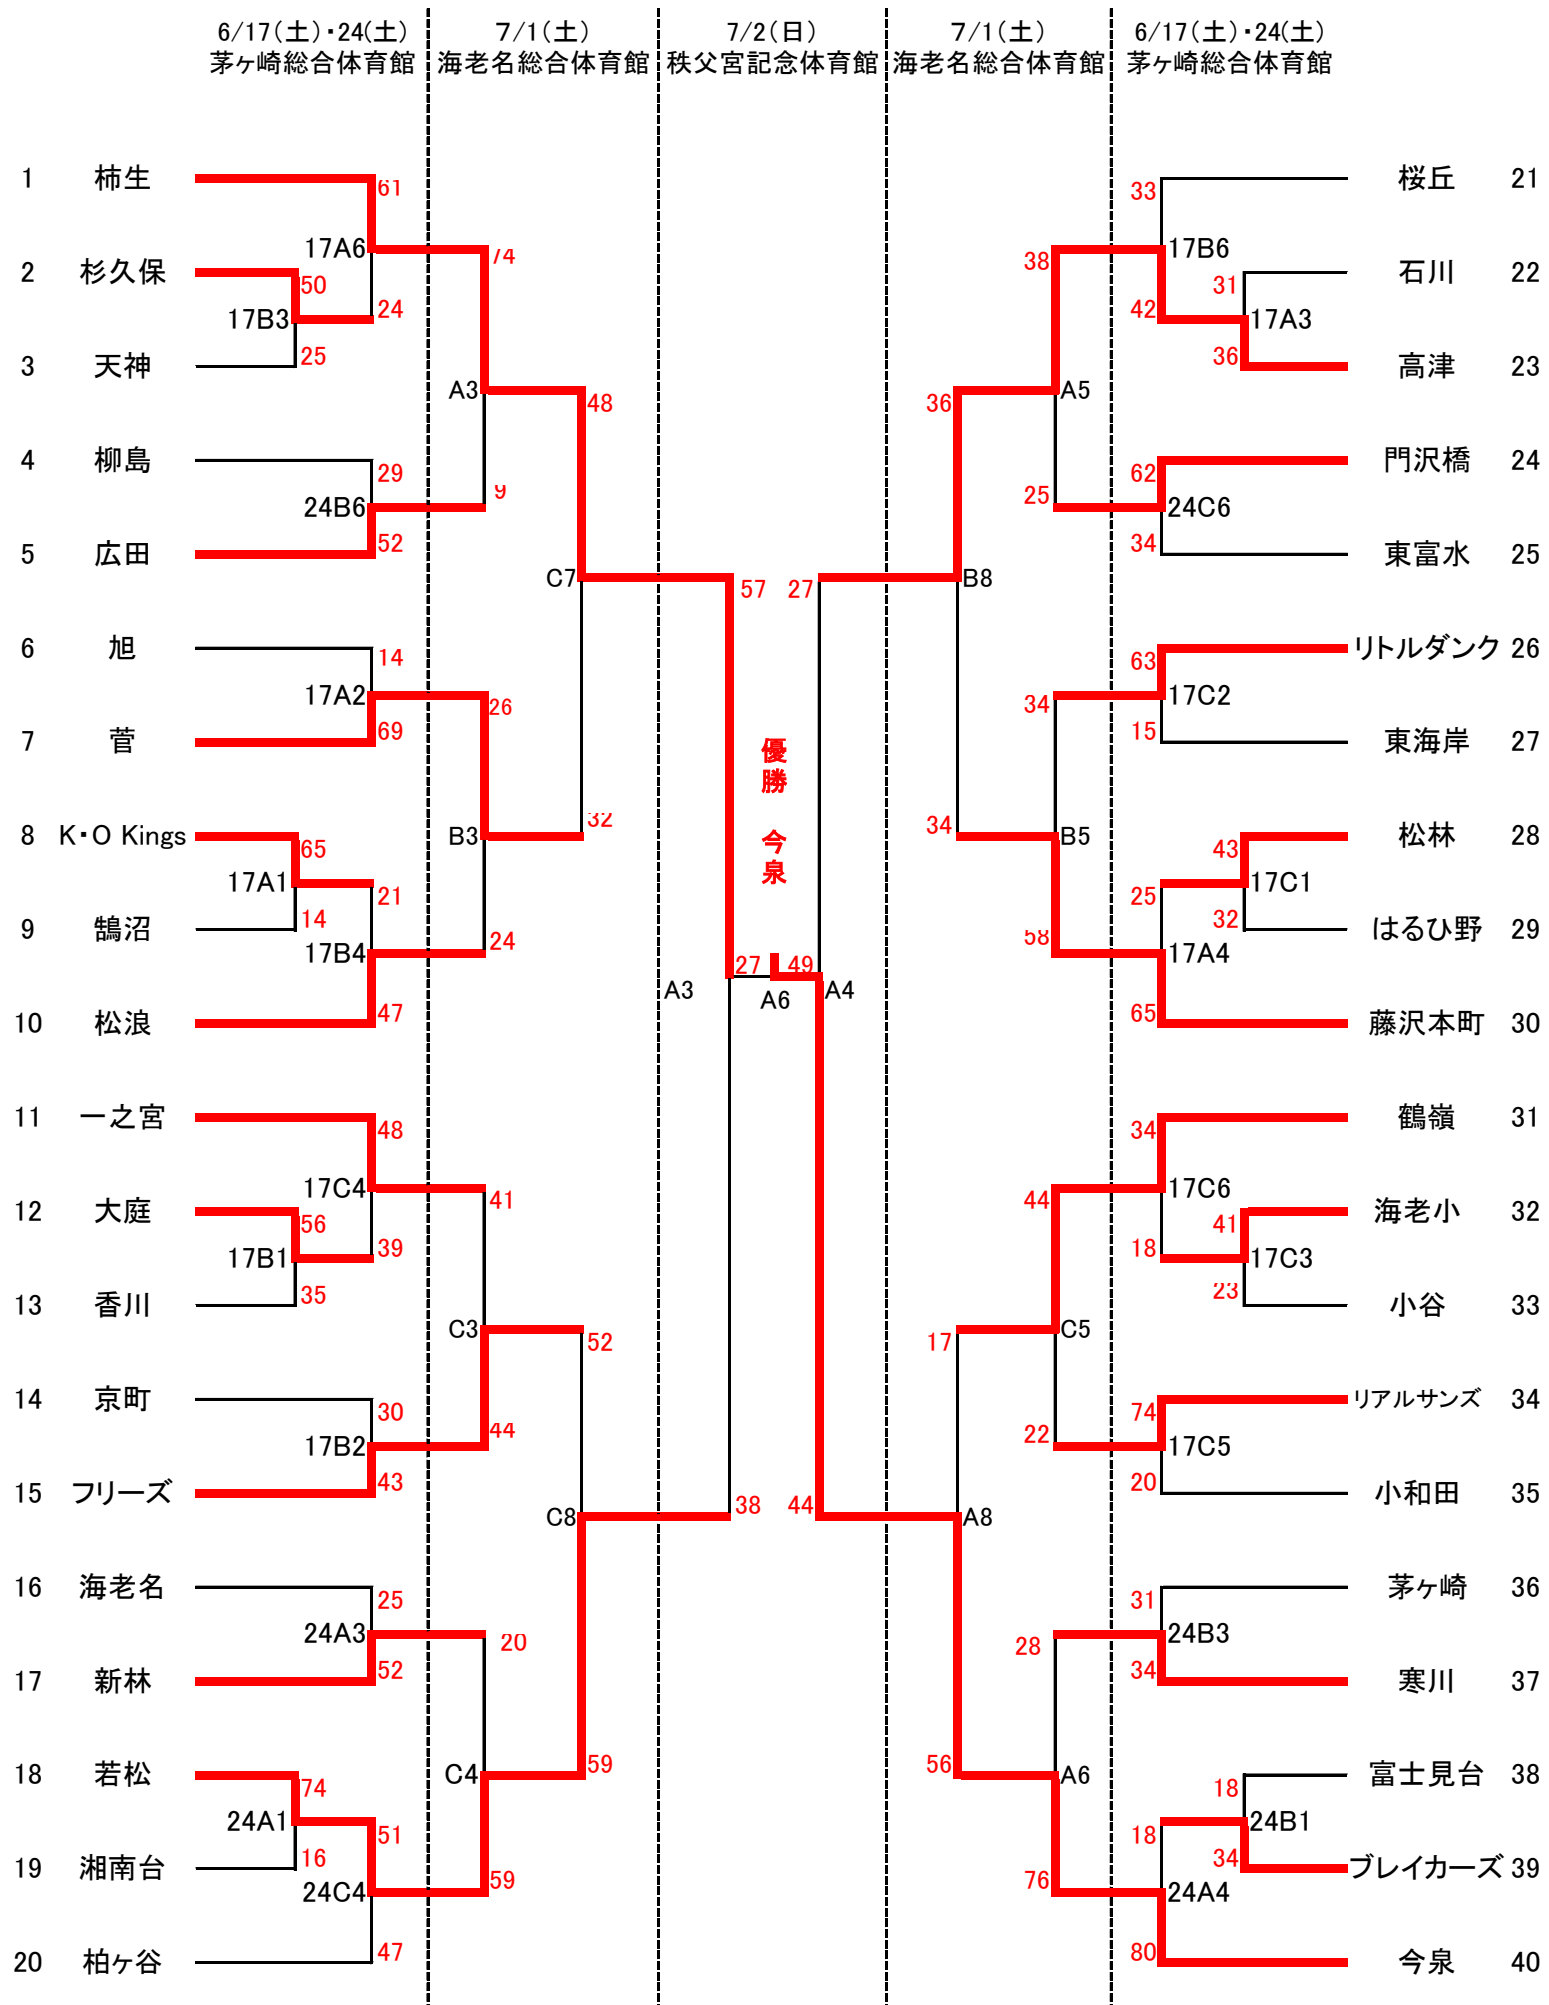 6/17(土)・24(土) 7/1(土) 7/2(日) 7/1(土) 6/17(土)・24(土)
茅ヶ崎総合体育館 海老名総合体育館 秩父宮記念体育館 海老名総合体育館 茅ヶ崎総合体育館
1 柿生 61 33 桜丘 21
17A6 74 38 17B6
2 杉久保 50 24 42 31 石川 22
17B3 17A3
3 天神 25 36 高津 23
A3 48 36 A5
4 柳島 29 62 門沢橋 24
24B6 9 25 24C6
5 広田 52 34 東富水 25
C7 57 27 B8
6 旭 14 63 リトルダンク 26
17A2 26 34 17C2
7 菅 69 15 東海岸 27
優勝 今泉
8 K・O Kings 65 B3 32 34 B5 43 松林 28
17A1 21 25 17C1
9 鵠沼 14 32 はるひ野 29
17B4 24 58 17A4
27 49
A3 A6 A4
10 松浪 47 65 藤沢本町 30
11 一之宮 48 34 鶴嶺 31
17C4 41 44 17C6
12 大庭 56 39 18 41 海老小 32
17B1 17C3
13 香川 35 23 小谷 33
C3 52 17 C5
14 京町 30 74 リアルサンズ 34
17B2 44 22 17C5
15 フリーズ 43 20 小和田 35
C8 38 44 A8
16 海老名 25 31 茅ヶ崎 36
24A3 20 28 24B3
17 新林 52 34 寒川 37
18 若松 74 C4 59 56 A6 18 富士見台 38
24A1 51 18 24B1
19 湘南台 16 34 ブレイカーズ 39
24C4 59 76 24A4
20 柏ヶ谷 47 80 今泉 40